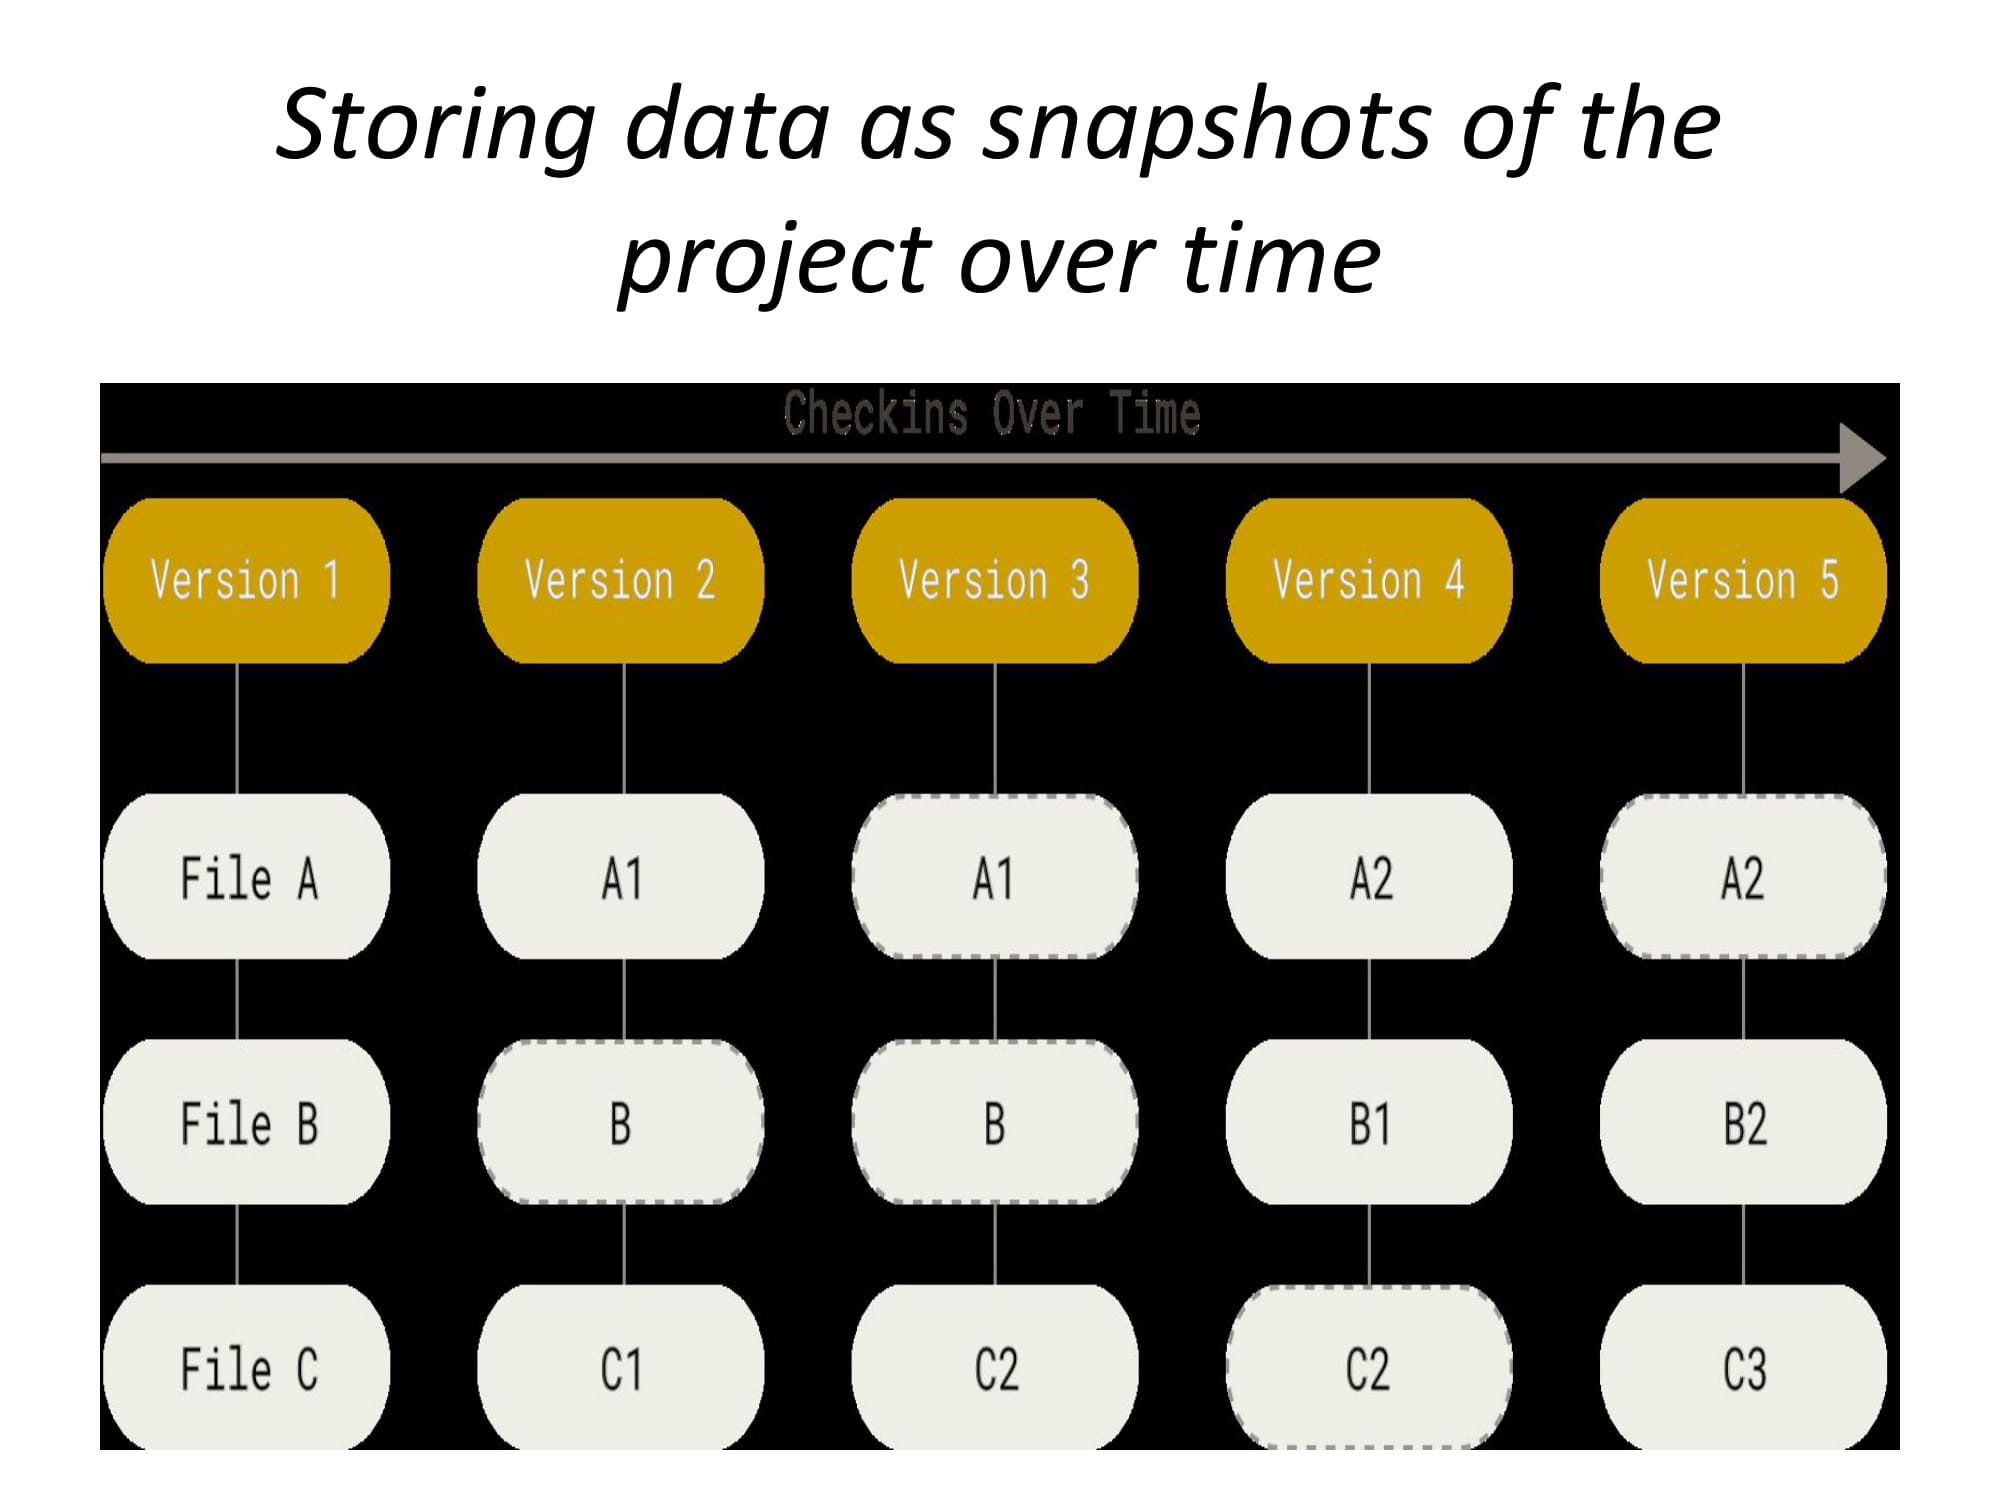 Storing data as snapshots of the
project over time
Checkins Over Time
Version 1 Version 2 Version 3 Version 4 Version 5
File A A1 A1 A2 A2
File B B B B1 B2
File C C1 C2 C2 C3